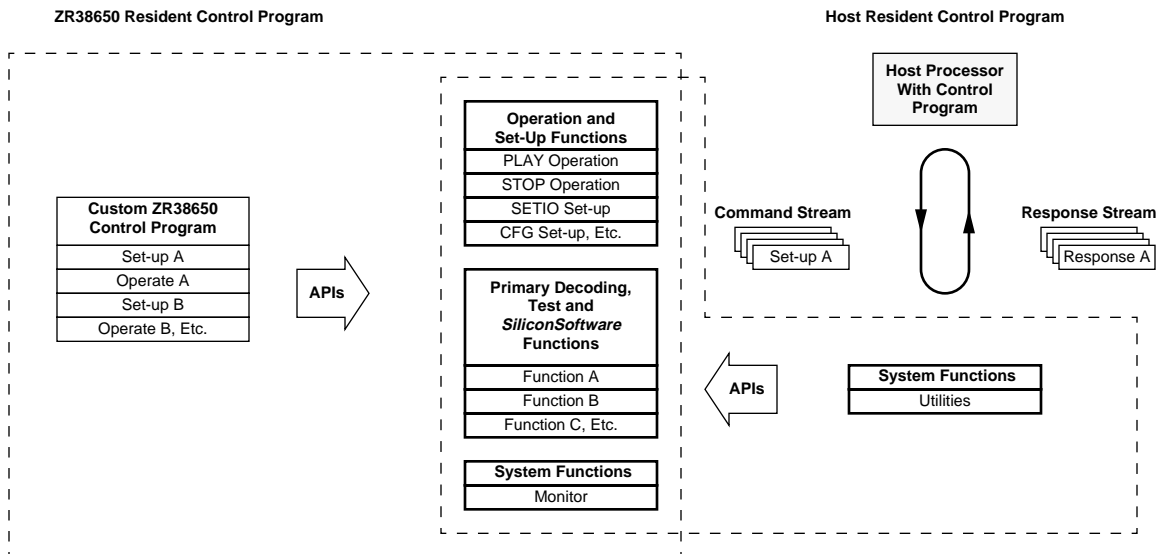 ZR38650 Resident Control Program
Host Resident Control Program
Custom ZR38650
Control Program
Set-up A
Operate A
Set-up B
Operate B, Etc.
APIs
Operation and
Set-Up Functions
PLAY Operation
STOP Operation
SETIO Set-up
CFG Set-up, Etc.
Primary Decoding,
Test and
SiliconSoftware
Functions
Function A
Function B
Function C, Etc.
System Functions
Monitor
Host Processor
With Control
Program
Command Stream
Set-up A
Response Stream
Response A
APIs
System Functions
Utilities